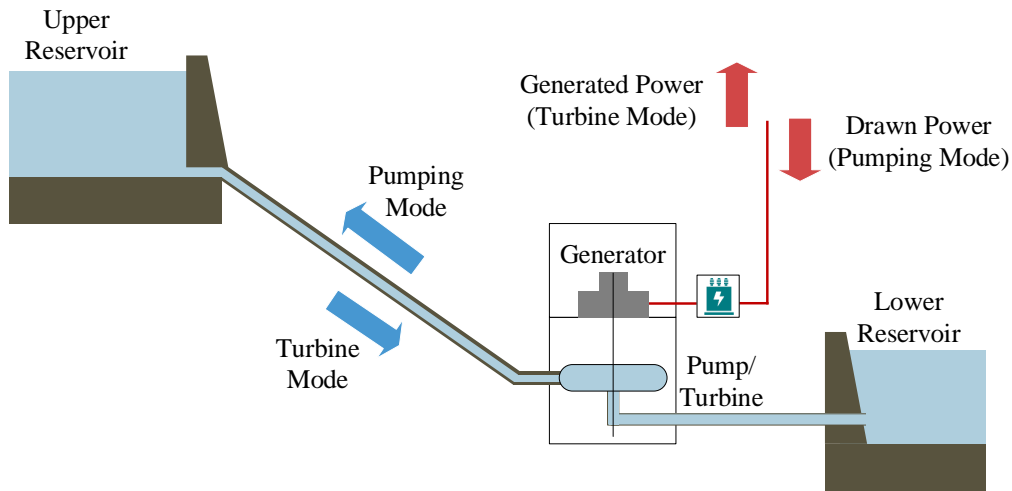 Upper
Reservoir
Generated Power
(Turbine Mode)
Drawn Power
(Pumping Mode)
Pumping
Mode
Generator
Turbine
Mode
Lower
Reservoir
Pump/
Turbine